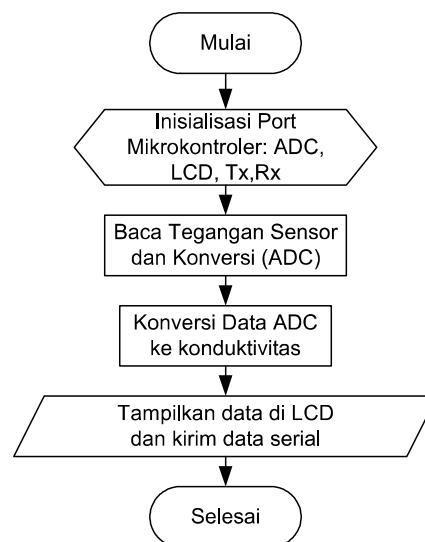 Mulai
Inisialisasi Port
Mikrokontroler: ADC,
LCD, Tx,Rx
Baca Tegangan Sensor
dan Konversi (ADC)
Konversi Data ADC
ke konduktivitas
Tampilkan data di LCD
dan kirim data serial
Selesai